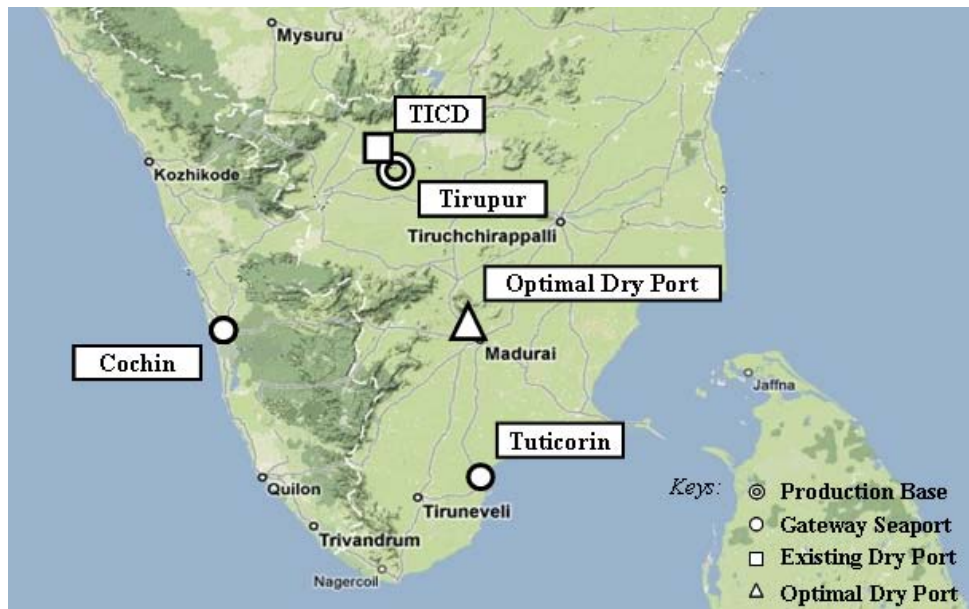 Mysuru
TICD
Kozhikode
Tirupur
Tiruchchirappalli
Optimal Dry Port
Cochin
Madurai
Jaffna
Tuticorin
Quilon
Tiruneveli
Trivandrum
Nagercoil
Keys:
Production Base
Gateway Seaport
Existing Dry Port
Optimal Dry Port